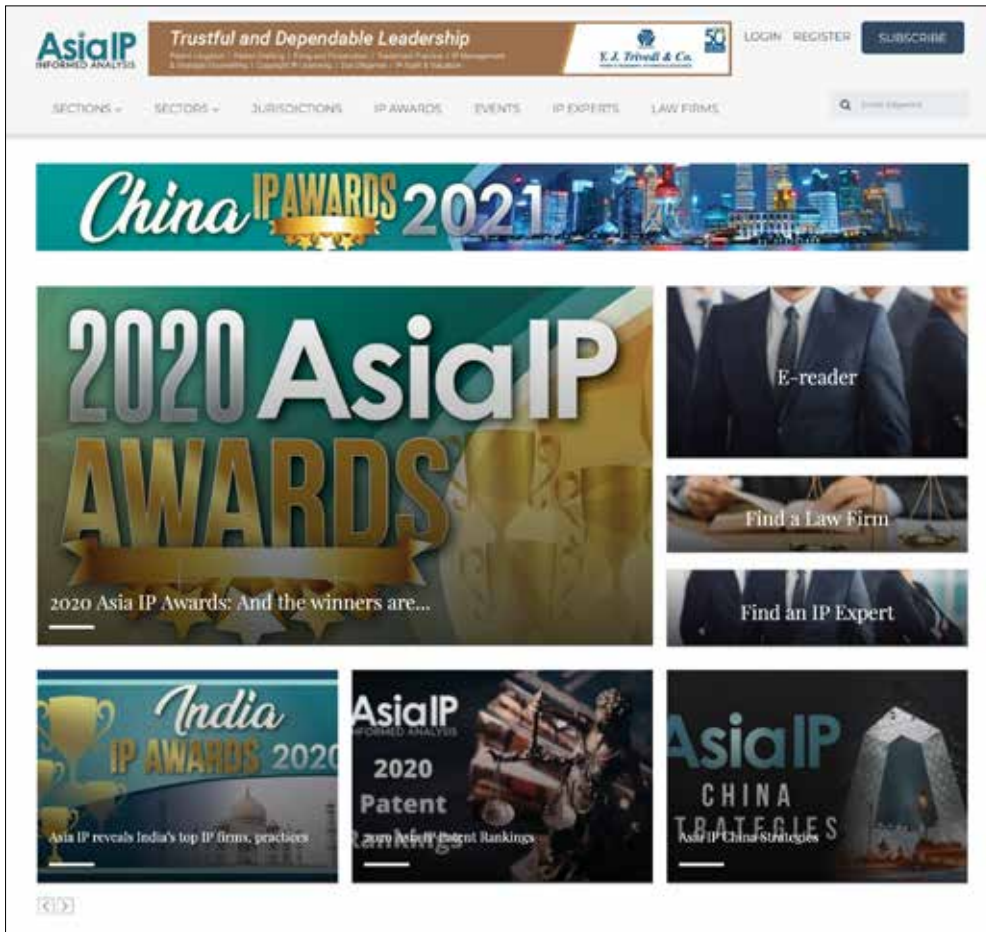 AsiaIP
INFORMED ANALYSIS
Trustful and Dependable Leadership
Y. J. Trivedi & Co.
50
LOGIN REGISTER SUBSCRIBE
SECTIONS SECTORS JURISDICTIONS IP AWARDS EVENTS IP EXPERTS LAW FIRMS
China IP AWARDS 2021
2020 AsiaIP
AWARDS
2020 Asia IP Awards: And the winners are...
E-reader
Find a Law Firm
Find an IP Expert
India
IP AWARDS 2020
Asia IP reveals India's top IP firms, practices
AsiaIP
INFORMED ANALYSIS
2020
Patent
Rankings
2020 Asia IP Patent Rankings
AsiaIP
CHINA
STRATEGIES
Asia IP China Strategies